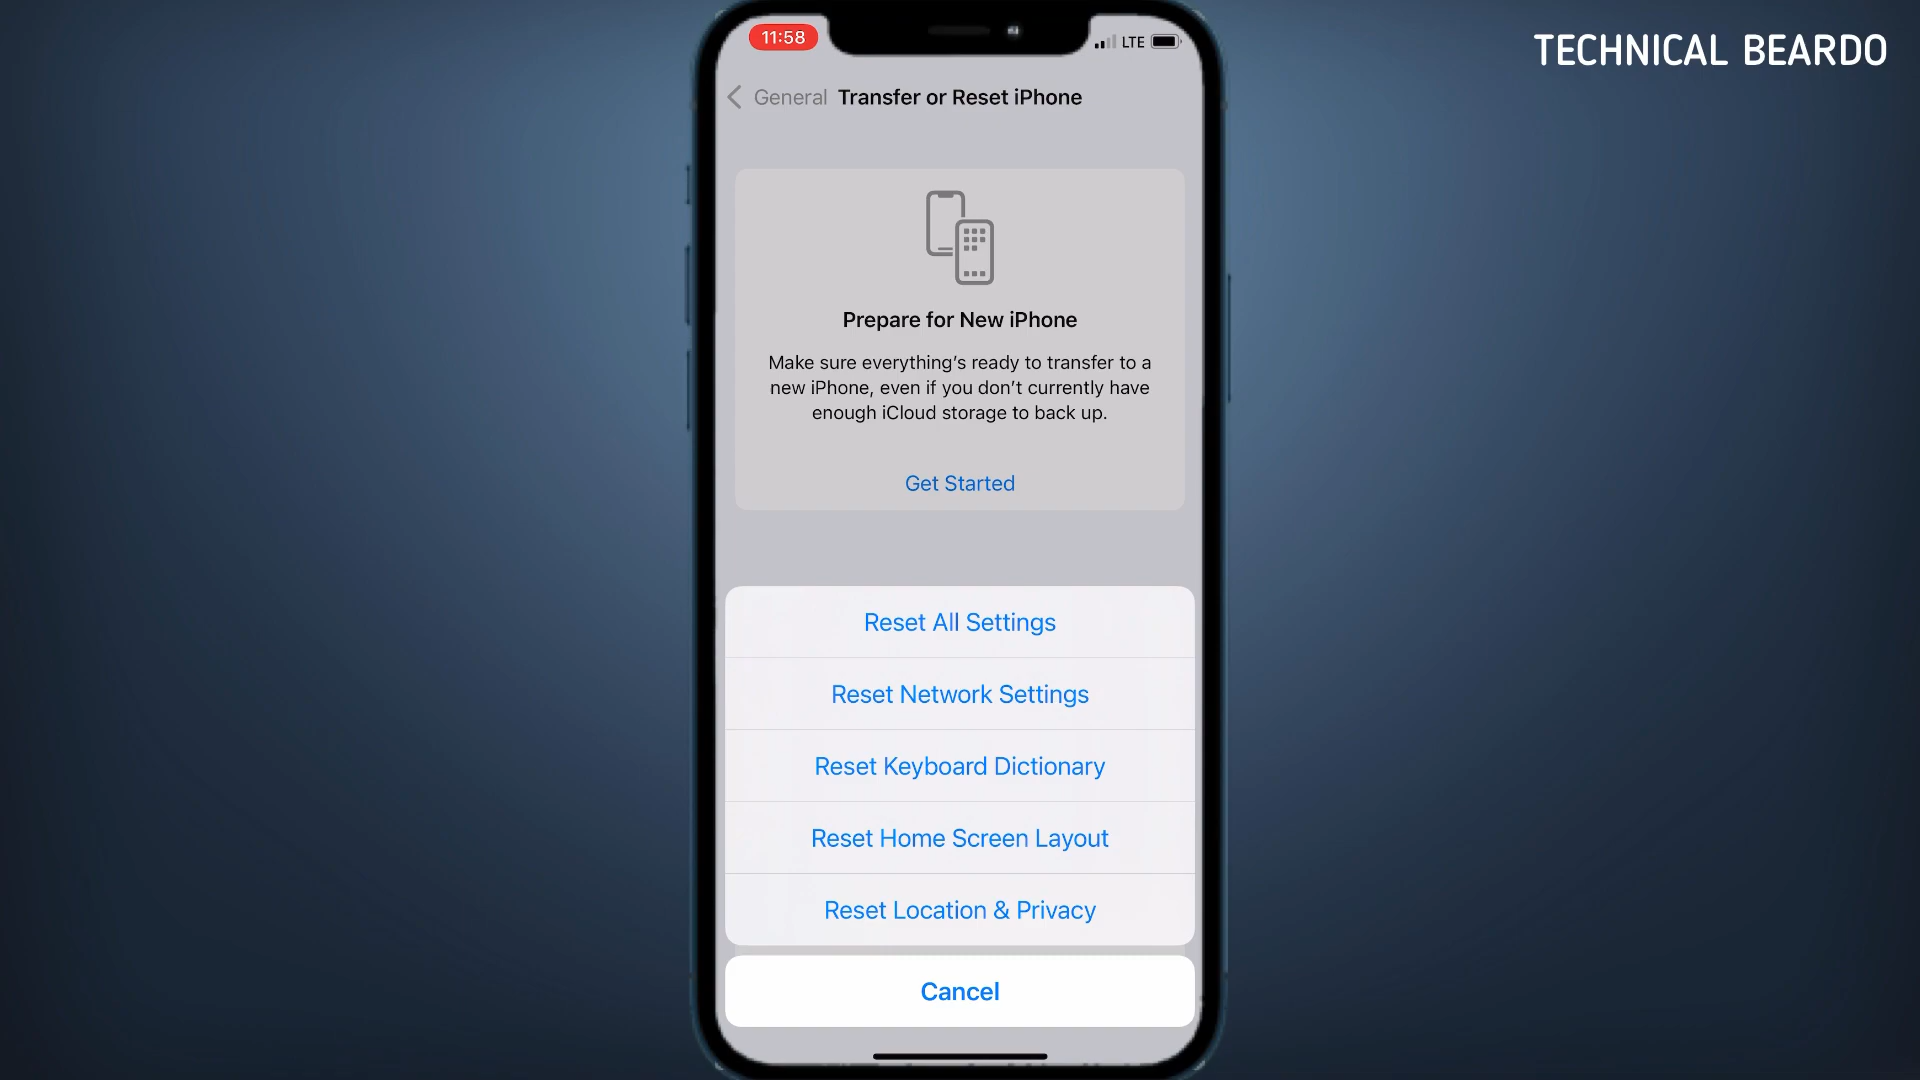 11:58
LTE
TECHNICAL BEARDO
General Transfer or Reset iPhone
Prepare for New iPhone
Make sure everything's ready to transfer to a
new iPhone, even if you don't currently have
enough iCloud storage to back up.
Get Started
Reset All Settings
Reset Network Settings
Reset Keyboard Dictionary
Reset Home Screen Layout
Reset Location & Privacy
Cancel